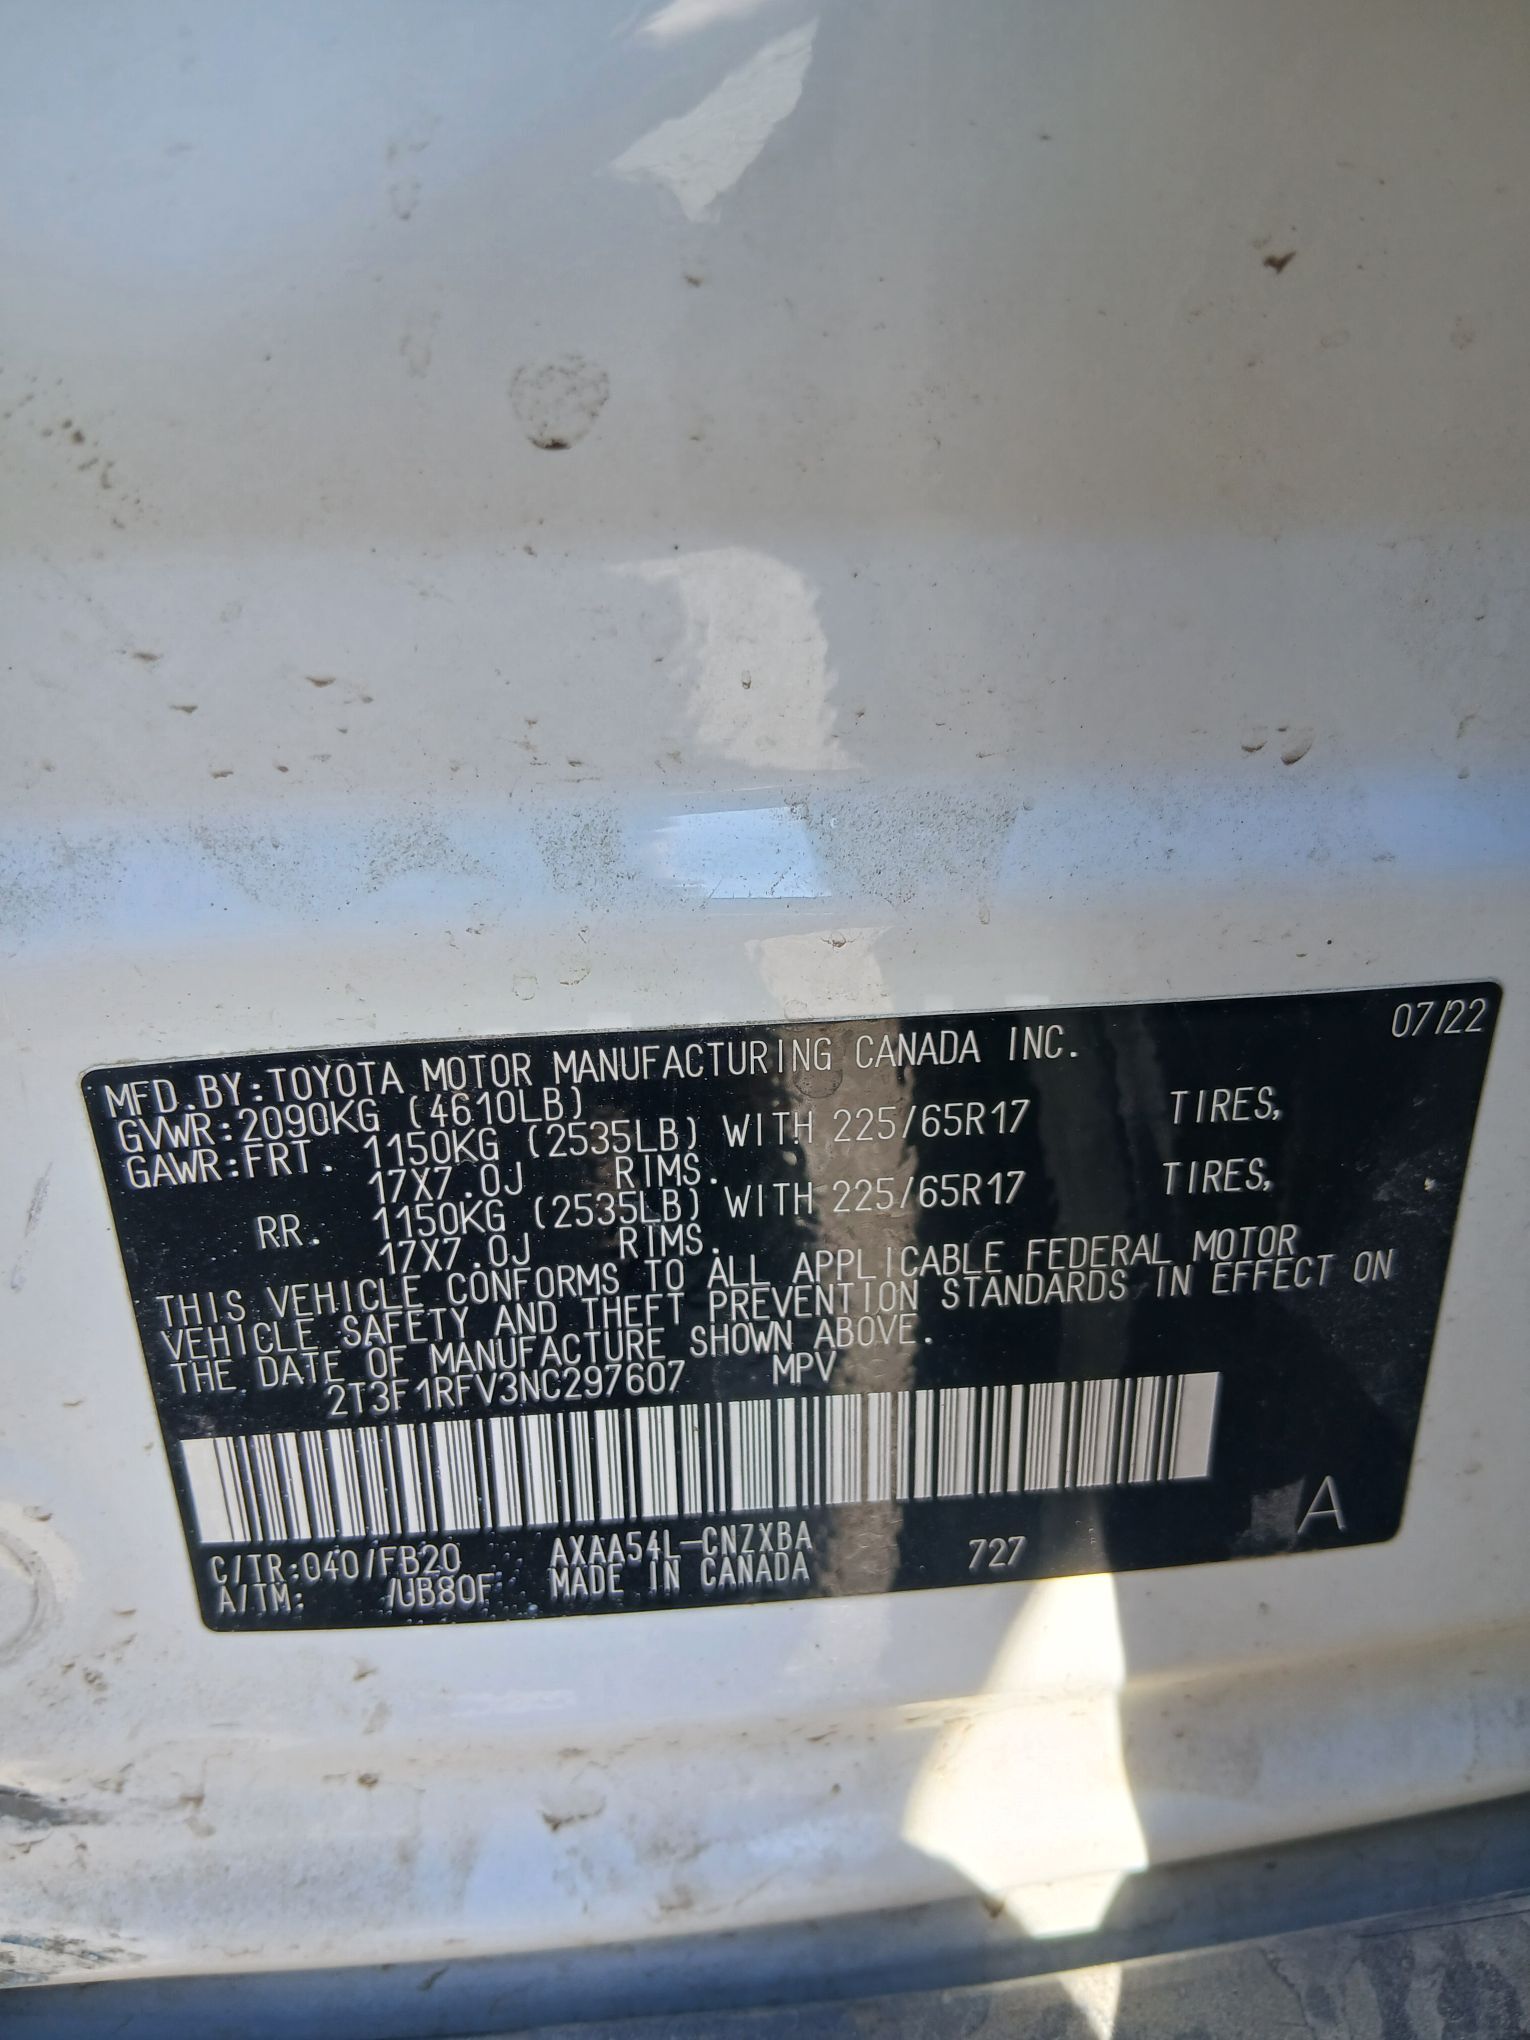 07/22
MFD.BY:TOYOTA MOTOR MANUFACTURING CANADA INC.
GVWR:2090KG (4610LB)
GAWR:FRT. 1150KG (2535LB) WITH 225/65R17 TIRES,
17X7.0J RIMS.
RR. 1150KG (2535LB) WITH 225/65R17 TIRES,
17X7.0J RIMS.
THIS VEHICLE CONFORMS TO ALL APPLICABLE FEDERAL MOTOR
VEHICLE SAFETY AND THEFT PREVENTION STANDARDS IN EFFECT ON
THE DATE OF MANUFACTURE SHOWN ABOVE.
2T3F1RFV3NC297607 MPV
C/TR:040/FB20 AXAA54L-CNZXBA 727 A
A/TM: /UB80F MADE IN CANADA